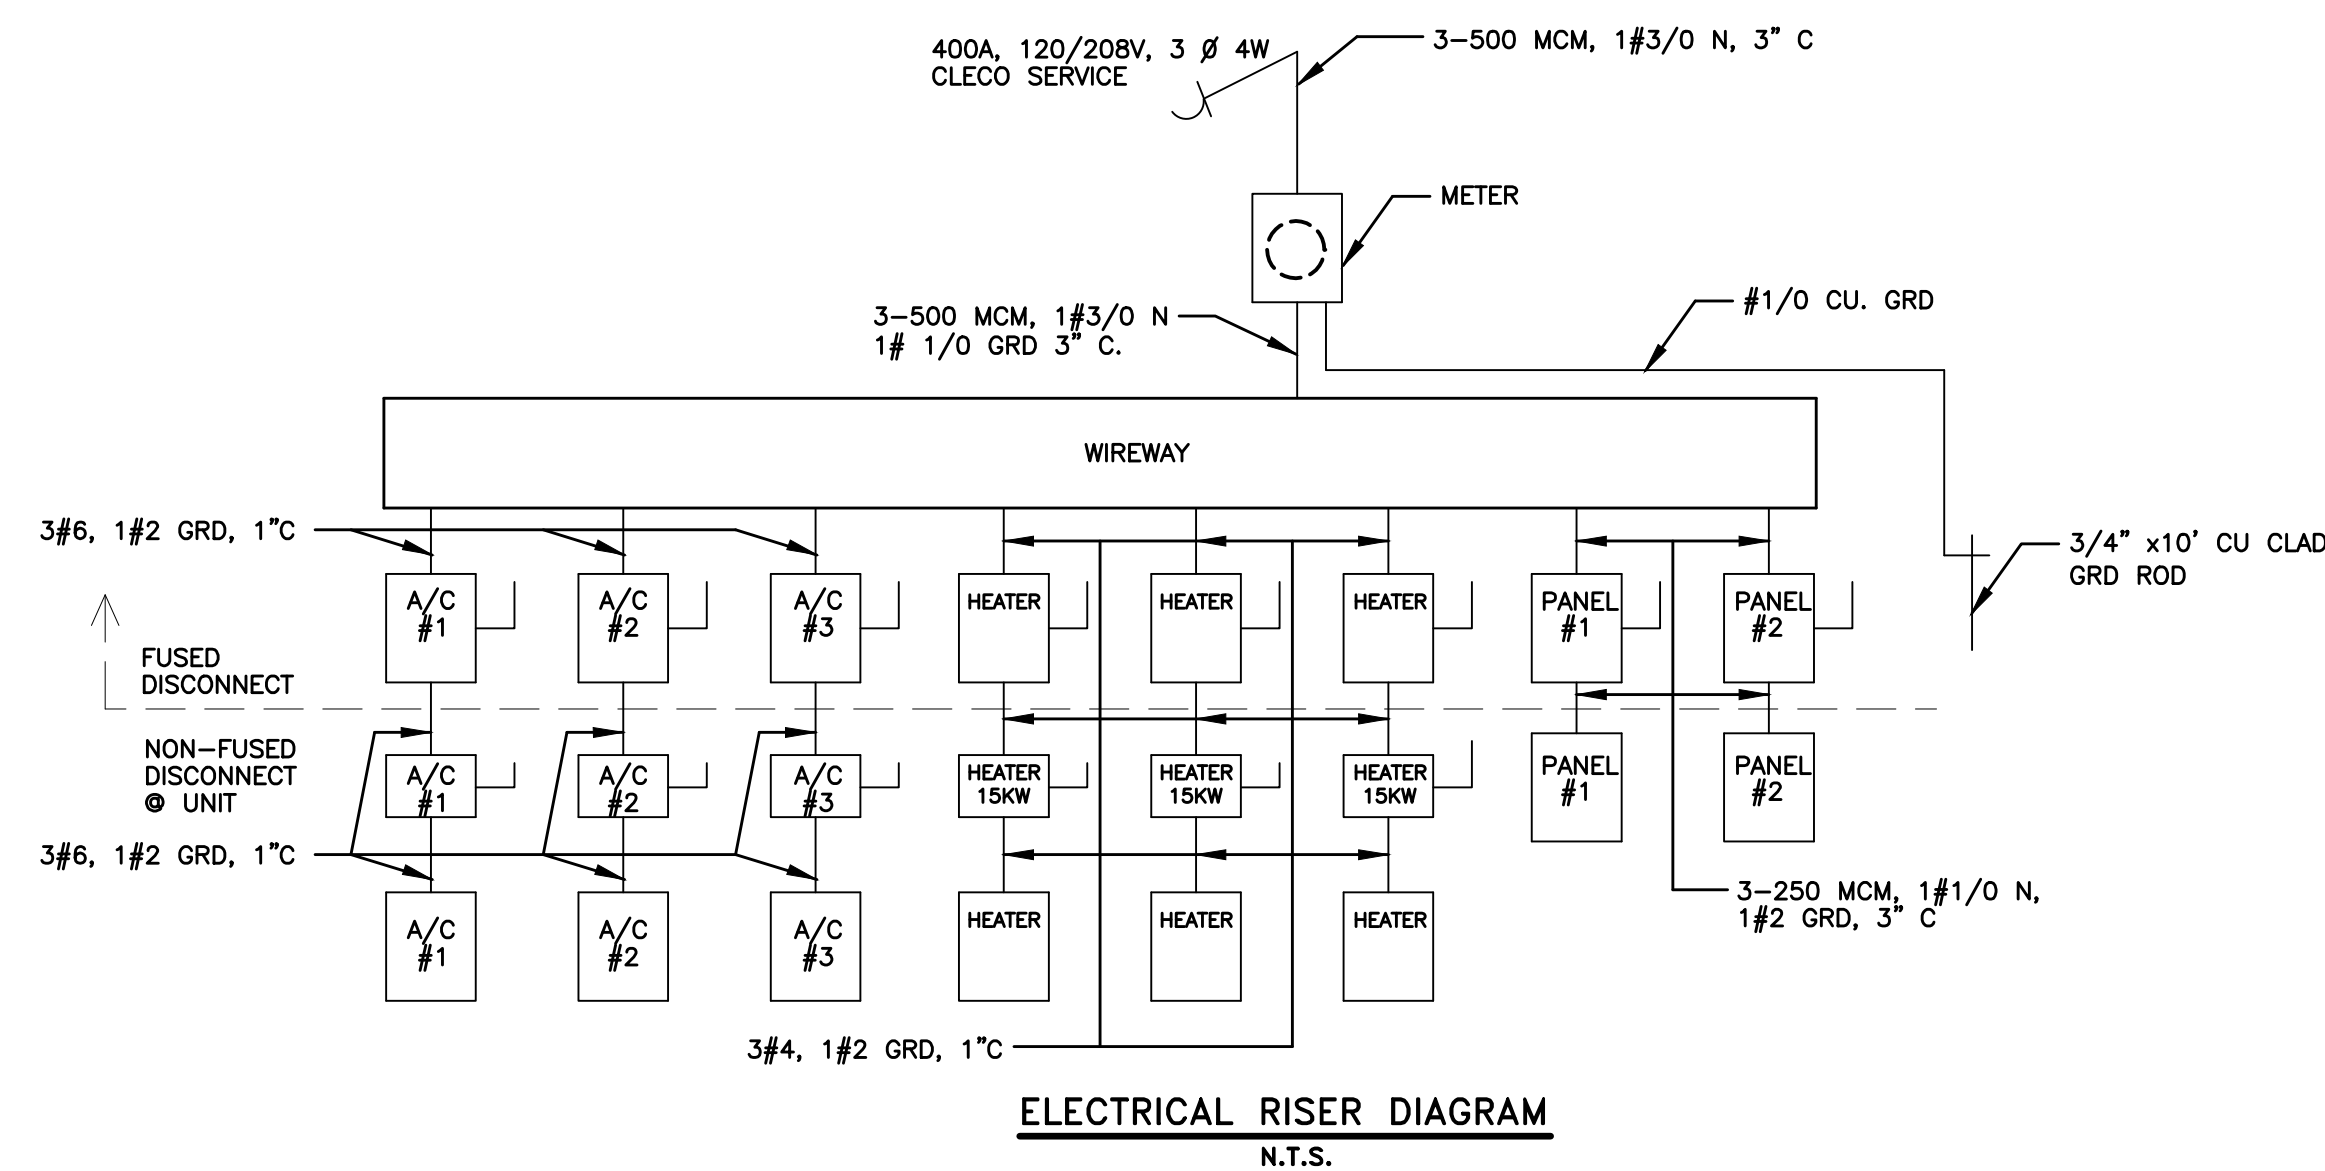 400A, 120/208V, 3 Ø 4W
CLECO SERVICE
3-500 MCM, 1#3/0 N, 3" C
METER
3-500 MCM, 1#3/0 N
1# 1/0 GRD 3" C.
#1/0 CU. GRD
WIREWAY
3#6, 1#2 GRD, 1"C
3/4" x10' CU CLAD
GRD ROD
A/C
#1
A/C
#2
A/C
#3
HEATER
HEATER
HEATER
PANEL
#1
PANEL
#2
FUSED
DISCONNECT
NON-FUSED
DISCONNECT
@ UNIT
A/C
#1
A/C
#2
A/C
#3
HEATER
15KW
HEATER
15KW
HEATER
15KW
PANEL
#1
PANEL
#2
3#6, 1#2 GRD, 1"C
3-250 MCM, 1#1/0 N,
1#2 GRD, 3" C
A/C
#1
A/C
#2
A/C
#3
HEATER
HEATER
HEATER
3#4, 1#2 GRD, 1"C
ELECTRICAL RISER DIAGRAM
N.T.S.